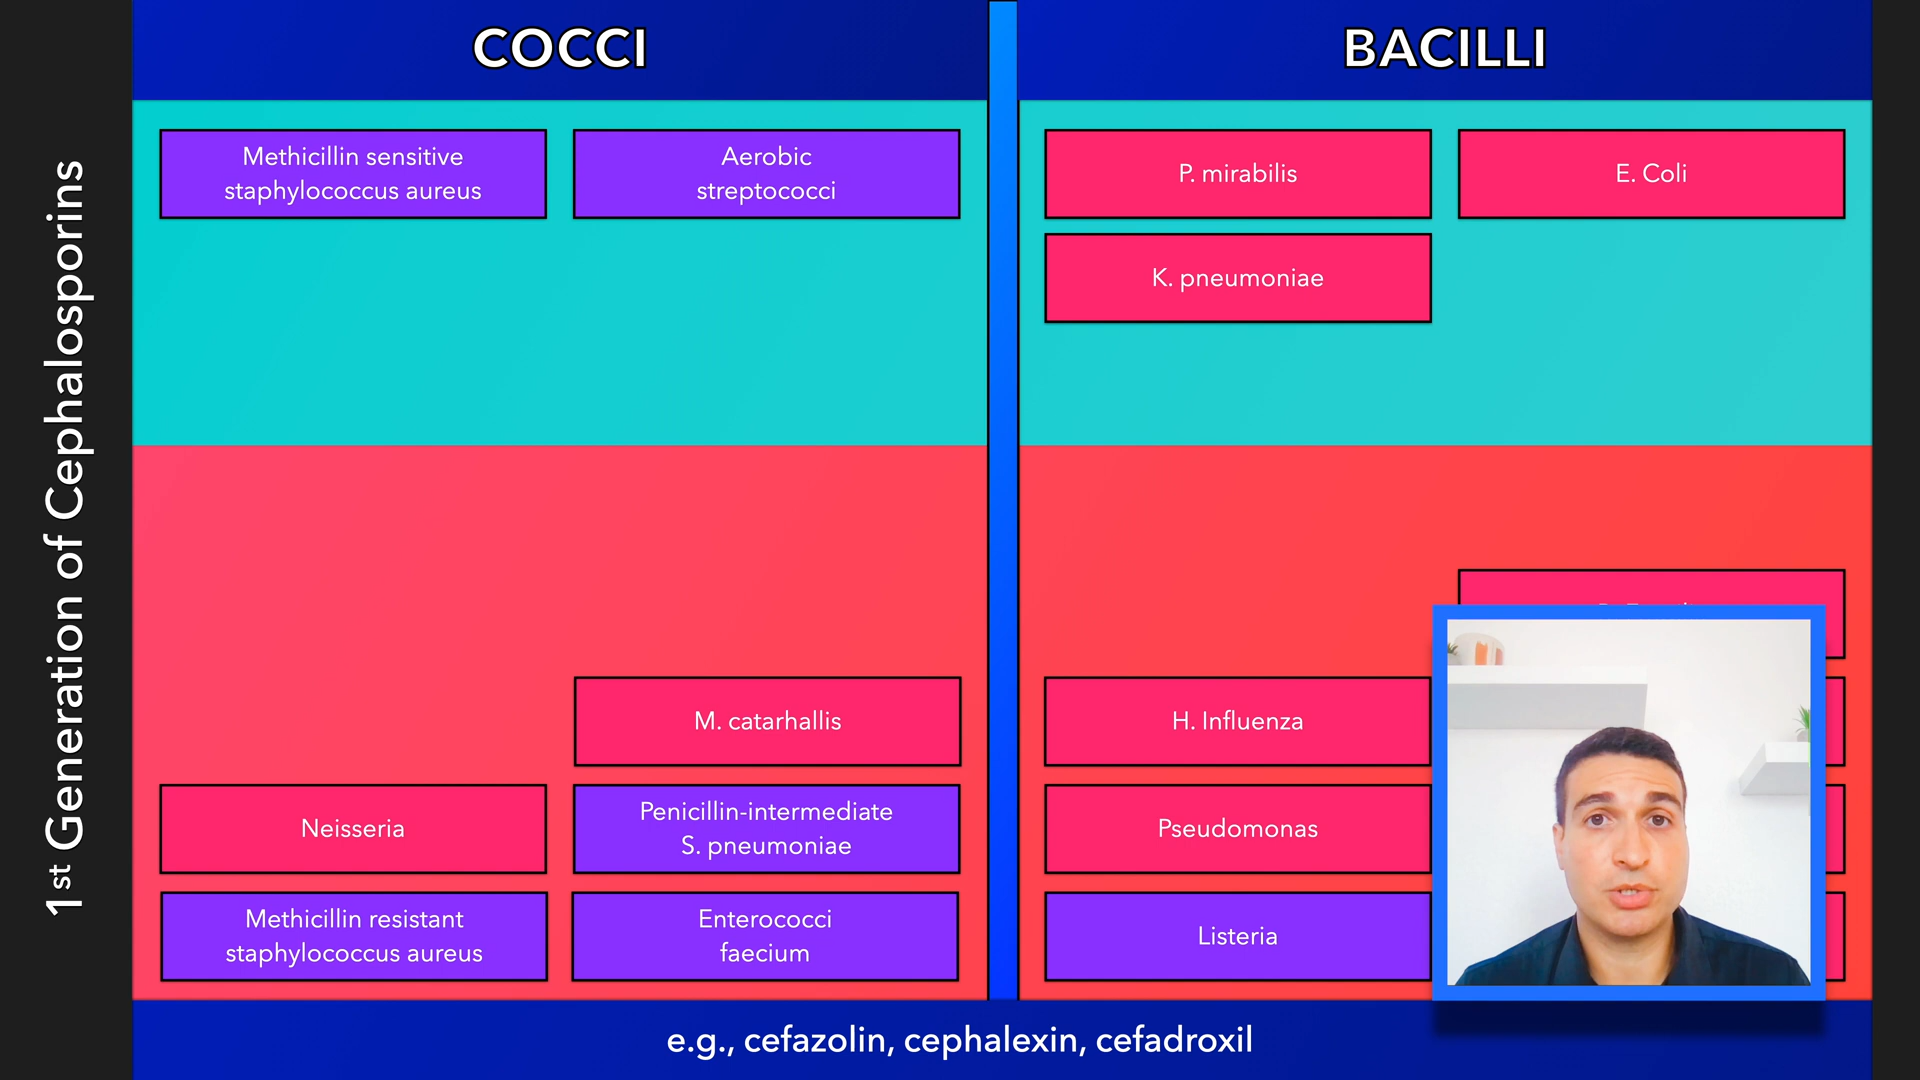 1st Generation of Cephalosporins
COCCI
BACILLI
Methicillin sensitive
staphylococcus aureus
Aerobic
streptococci
P. mirabilis
E. Coli
K. pneumoniae
M. catarhallis
Neisseria
Penicillin-intermediate
S. pneumoniae
Methicillin resistant
staphylococcus aureus
Enterococci
faecium
H. Influenza
Pseudomonas
Listeria
e.g., cefazolin, cephalexin, cefadroxil